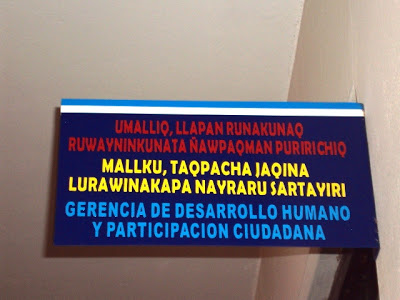 UMALLIQ, LLAPAN RUNAKUNAQ
RUWAYNINKUNATA ÑAWPAQMAN PURIRICHIQ
MALLKU, TAQPACHA JAQINA
LURAWINAKAPA NAYRARU SARTAYIRI
GERENCIA DE DESARROLLO HUMANO
Y PARTICIPACION CIUDADANA